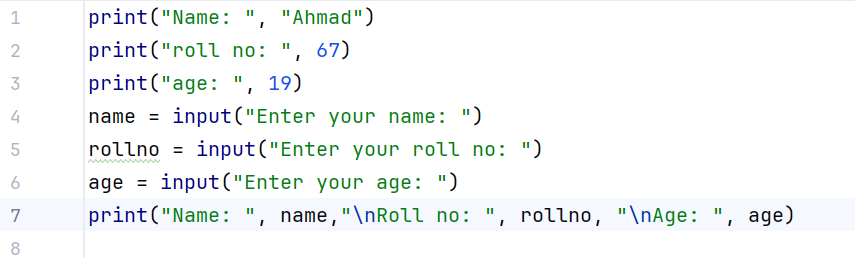 1 print("Name: ", "Ahmad")
2 print("roll no: ", 67)
3 print("age: ", 19)
4 name = input("Enter your name: ")
5 rollno = input("Enter your roll no: ")
6 age = input("Enter your age: ")
7 print("Name: ", name,"\nRoll no: ", rollno, "\nAge: ", age)
8